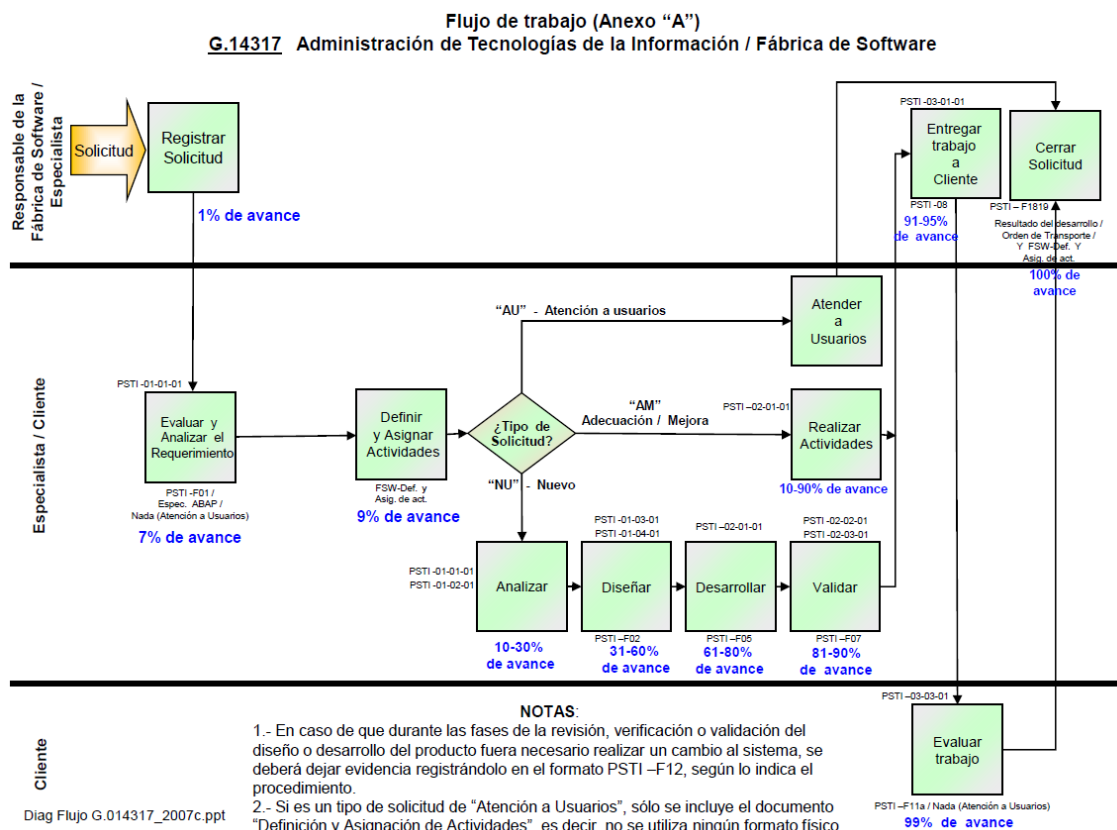 Flujo de trabajo (Anexo “A”)
G.14317 Administración de Tecnologías de la Información / Fábrica de Software
Responsable de la
Fábrica de Software /
Especialista
Solicitud
Registrar
Solicitud
1% de avance
PSTI -03-01-01
Entregar
trabajo
a
Cliente
PSTI -08
91-95%
de avance
Cerrar
Solicitud
PSTI – F1819
Resultado del desarrollo /
Orden de Transporte /
Y FSW-Def. Y
Asig. de act.
100% de
avance
Especialista / Cliente
PSTI -01-01-01
Evaluar y
Analizar el
Requerimiento
PSTI -F01 /
Espec. ABAP /
Nada (Atención a Usuarios)
7% de avance
Definir
y Asignar
Actividades
FSW-Def. y
Asig. de act.
9% de avance
¿Tipo de
Solicitud?
“AU” - Atención a usuarios
Atender
a
Usuarios
“AM”
Adecuación / Mejora
PSTI –02-01-01
Realizar
Actividades
10-90% de avance
“NU” - Nuevo
PSTI -01-01-01
PSTI -01-02-01
Analizar
10-30%
de avance
PSTI -01-03-01
PSTI -01-04-01
Diseñar
PSTI –F02
31-60%
de avance
PSTI –02-01-01
Desarrollar
PSTI –F05
61-80%
de avance
PSTI -02-02-01
PSTI -02-03-01
Validar
PSTI –F07
81-90%
de avance
Cliente
NOTAS:
1.- En caso de que durante las fases de la revisión, verificación o validación del
diseño o desarrollo del producto fuera necesario realizar un cambio al sistema, se
deberá dejar evidencia registrándolo en el formato PSTI –F12, según lo indica el
procedimiento.
2.- Si es un tipo de solicitud de “Atención a Usuarios”, sólo se incluye el documento
“Definición y Asignación de Actividades”, es decir, no se utiliza ningún formato físico
PSTI –03-03-01
Evaluar
trabajo
PSTI –F11a / Nada (Atención a Usuarios)
99% de avance
Diag Flujo G.014317_2007c.ppt